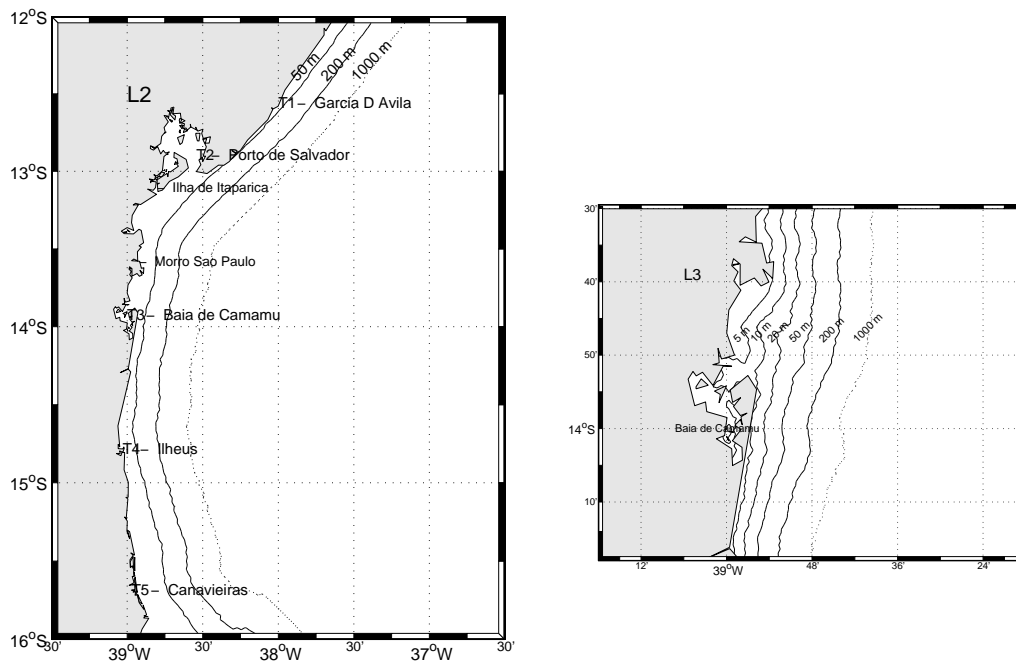 12°S
50 m
200 m
1000 m
L2
T1– Garcia D Avila
T2– Porto de Salvador
13°S
Ilha de Itaparica
Morro Sao Paulo
T3– Baia de Camamu
14°S
T4– Ilheus
15°S
T5– Canavieiras
16°S
30'
39°W
30'
38°W
30'
37°W
30'
30'
L3
40'
5 m
10 m
20 m
50 m
200 m
1000 m
50'
Baia de Camamu
14°S
10'
12'
39°W
48'
36'
24'